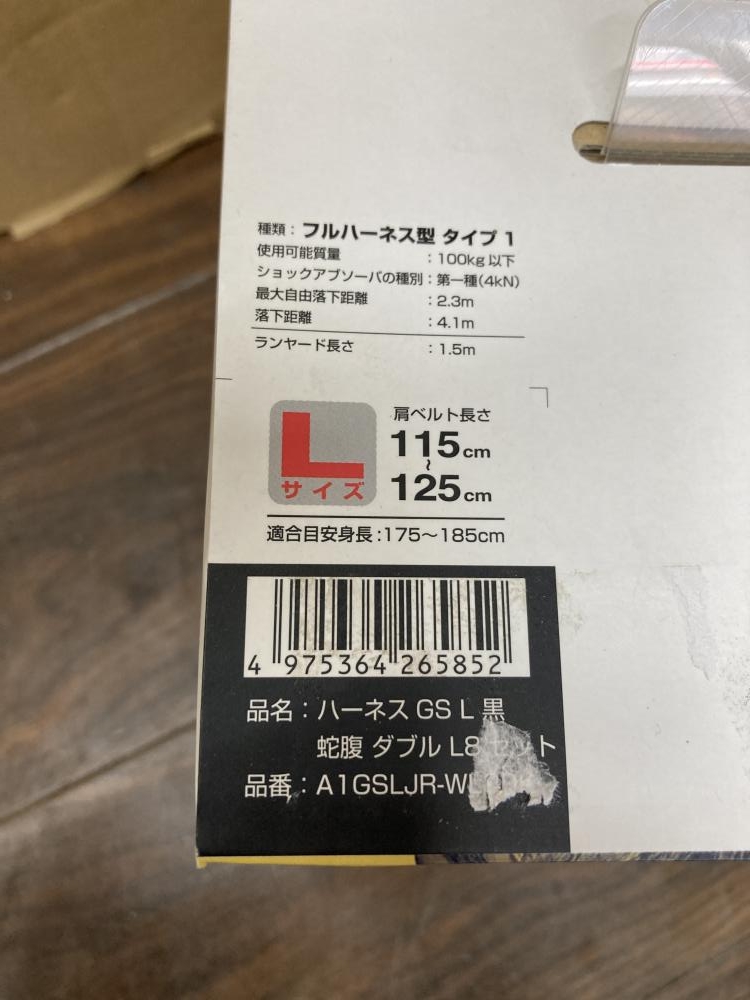 種類：フルハーネス型 タイプ 1
使用可能質量：100kg 以下
ショックアブソーバの種別：第一種(4kN)
最大自由落下距離：2.3m
落下距離：4.1m
ランヤード長さ：1.5m
L
サイズ
肩ベルト長さ
115cm
～
125cm
適合目安身長：175～185cm
4 975364 265852
品名：ハーネス GS L 黒
蛇腹 ダブル L8 セット
品番：A1GSLJR-W